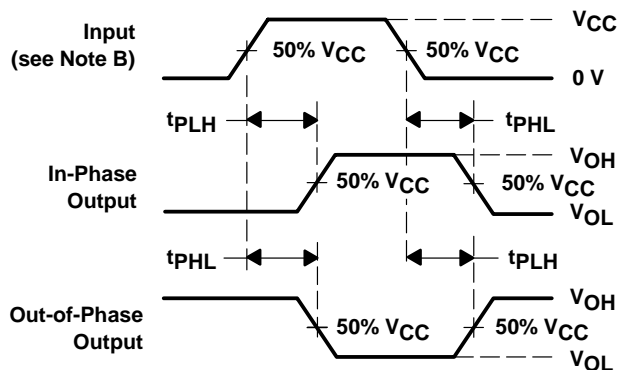 VCC
Input
(see Note B)
50% VCC
50% VCC
0 V
tPLH
tPHL
VOH
In-Phase
Output
50% VCC
50% VCC
VOL
tPHL
tPLH
VOH
Out-of-Phase
Output
50% VCC
50% VCC
VOL